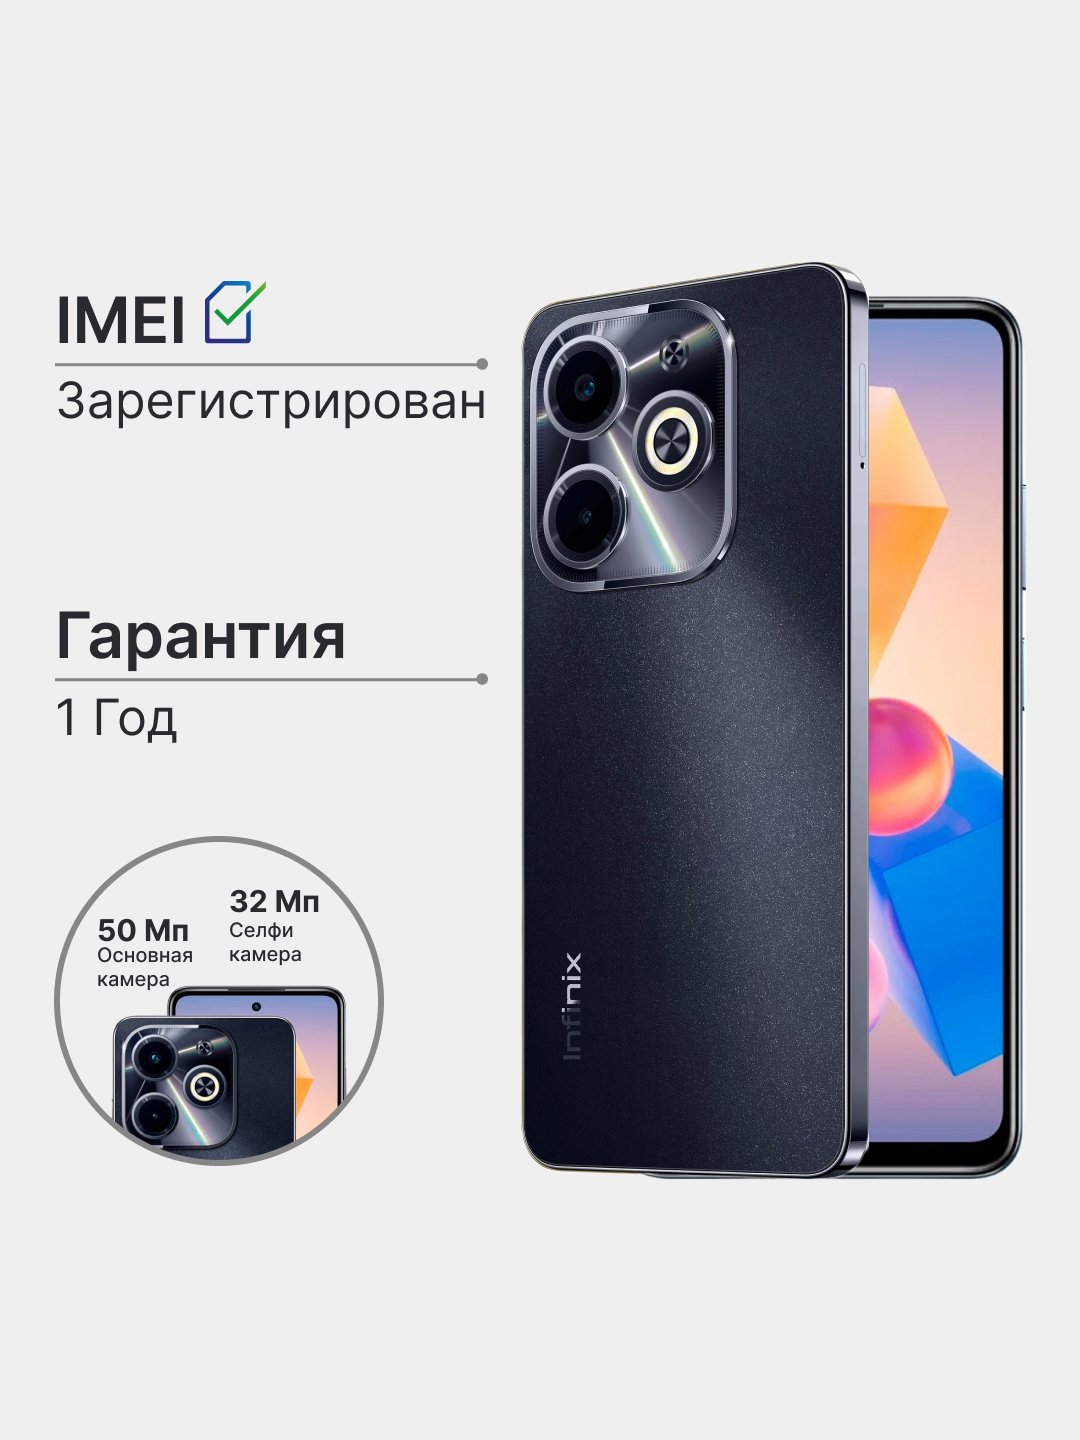 IMEI
Зарегистрирован
Гарантия
1 Год
50 Мп
Основная
камера
32 Мп
Селфи
камера
Infinix